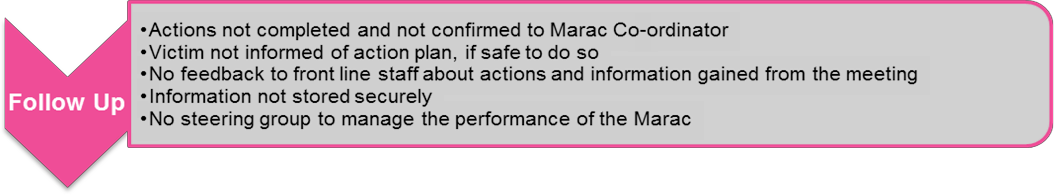 Follow Up
•Actions not completed and not confirmed to Marac Co-ordinator
•Victim not informed of action plan, if safe to do so
•No feedback to front line staff about actions and information gained from the meeting
•Information not stored securely
•No steering group to manage the performance of the Marac